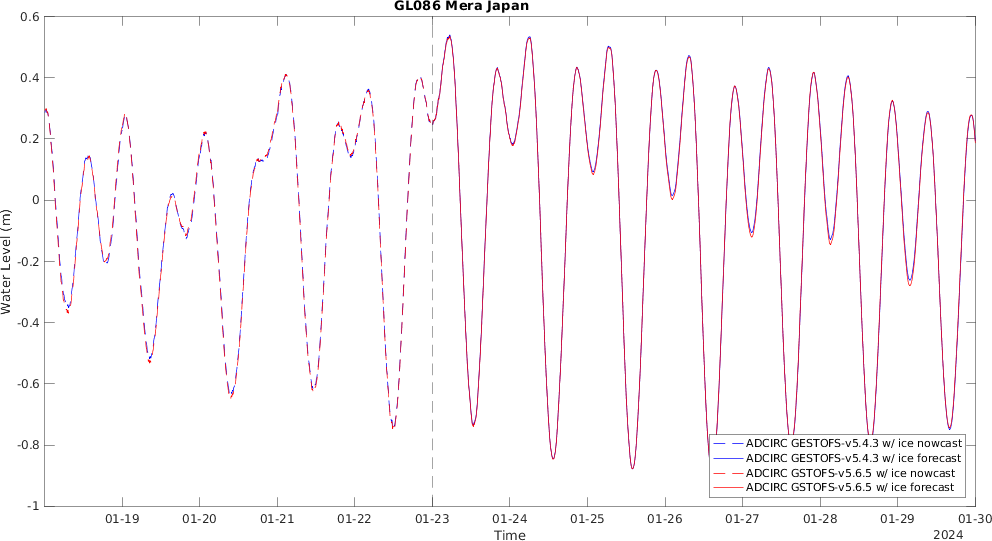 GL086 Mera Japan
0.6
0.4
0.2
0
-0.2
-0.4
-0.6
-0.8
-1
Water Level (m)
ADCIRC GESTOFS-v5.4.3 w/ ice nowcast
ADCIRC GESTOFS-v5.4.3 w/ ice forecast
ADCIRC GSTOFS-v5.6.5 w/ ice nowcast
ADCIRC GSTOFS-v5.6.5 w/ ice forecast
01-19 01-20 01-21 01-22 01-23 01-24 01-25 01-26 01-27 01-28 01-29 01-30
Time
2024